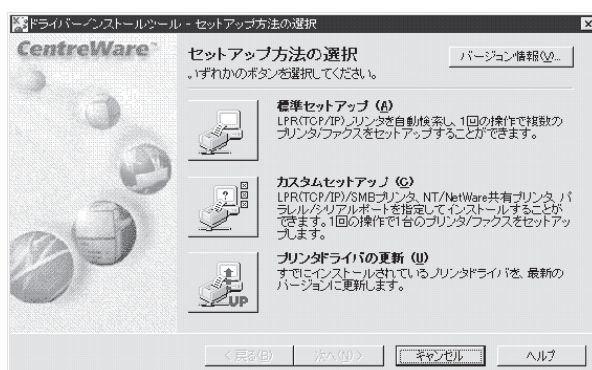 ドライバーインストールツール - セットアップ方法の選択
CentreWare™
セットアップ方法の選択
バージョン情報(V)...
いずれかのボタンを選択してください。
標準セットアップ (A)
LPR(TCP/IP)プリンタを自動検索し、1回の操作で複数の
プリンタ/ファクスをセットアップすることができます。
カスタムセットアップ (C)
LPR(TCP/IP)/SMBプリンタ、NT/NetWare共有プリンタ、パ
ラレル/シリアルポートを指定してインストールすることが
できます。1回の操作で1台のプリンタ/ファクスをセットアッ
プします。
プリンタドライバの更新 (U)
すでにインストールされているプリンタドライバを、最新の
バージョンに更新します。
UP
< 戻る(B)
次へ(N) >
キャンセル
ヘルプ